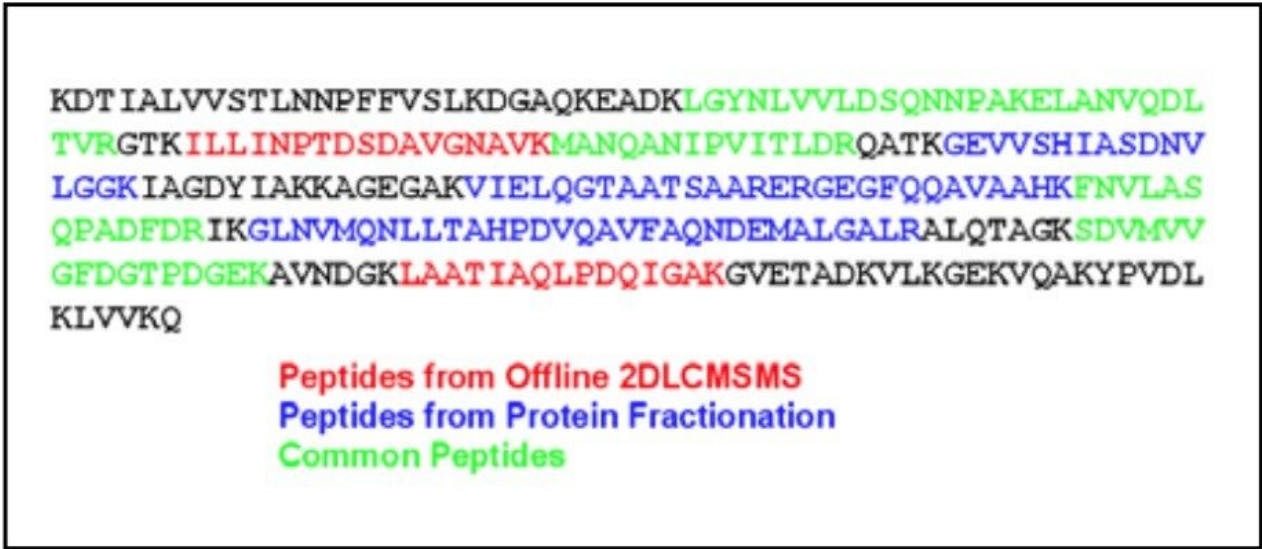 KDTIALVVSTLNNPFFVSLKDGAQKEADKLGYNLVVLDSQNNPAKELANVQDL
TVRGTKILLINPTDSDAVGNAVKMANQANIPVITLDRQATKGEVVSHIASDNV
LGGKIAGDYIAKKAGEGAKVIELQGTAATSAARERGEGFQQAVAAHKFNVLAS
QPADFDRIKGLNVMQNLLTAHPDVQAVFAQNDEMALGALRALQTAGKSDVMVV
GFDGTPDGEKAVNDGKLAATIAQLPDQIGAKGVETADKVLKGEKVQAKYPVDL
KLVVKQ
Peptides from Offline 2DLCMSMS
Peptides from Protein Fractionation
Common Peptides